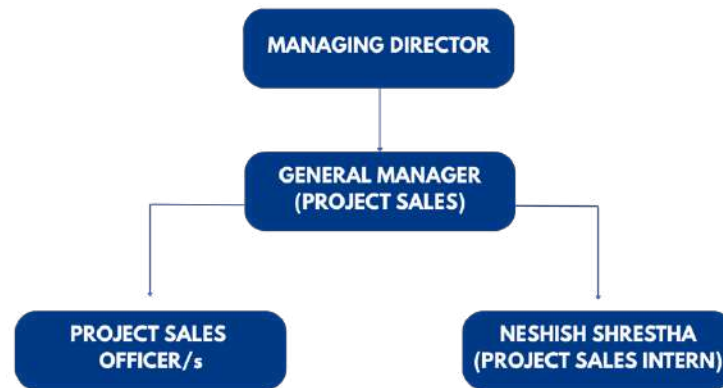 MANAGING DIRECTOR
GENERAL MANAGER
(PROJECT SALES)
PROJECT SALES
OFFICER/s
NESHISH SHRESTHA
(PROJECT SALES INTERN)